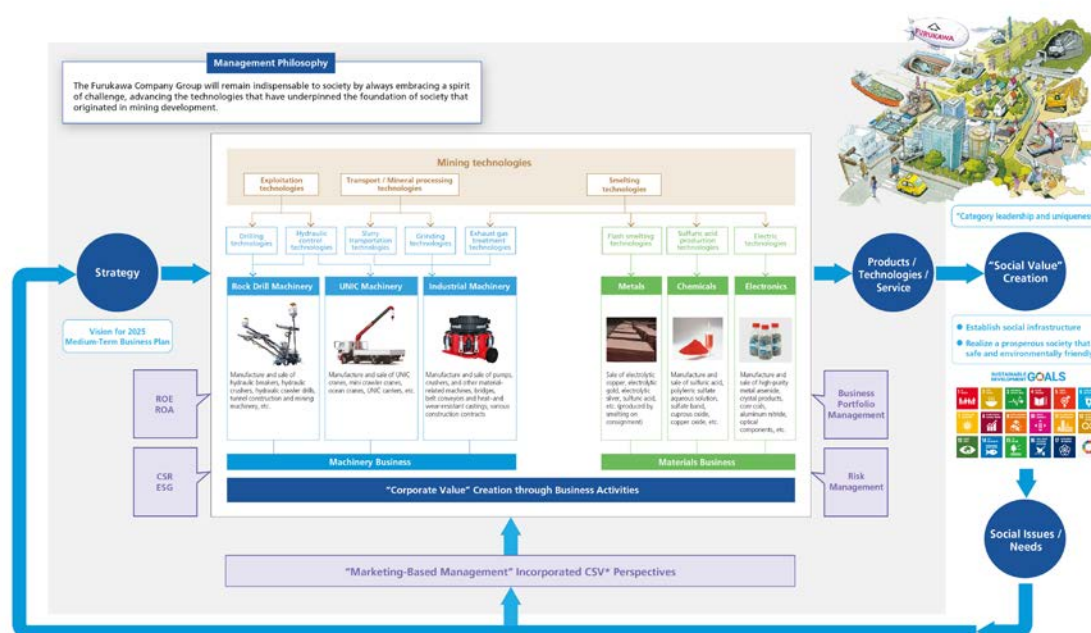 FURUKAWA
Management Philosophy
The Furukawa Company Group will remain indispensable to society by always embracing a spirit
of challenge, advancing the technologies that have underpinned the foundation of society that
originated in mining development.
Mining technologies
Exploitation
technologies
Transport / Mineral processing
technologies
Smelting
technologies
Drilling
technologies
Hydraulic
control
technologies
Slurry
transportation
technologies
Grinding
technologies
Exhaust gas
treatment
technologies
Flash smelting
technologies
Sulfuric acid
production
technologies
Electric
technologies
Strategy
Vision for 2025
Medium-Term Business Plan
Rock Drill Machinery
Manufacture and sale of
hydraulic breakers, hydraulic
crushers, hydraulic crawler drills,
tunnel construction and mining
machinery, etc.
UNIC Machinery
Manufacture and sale of UNIC
cranes, mini crawler cranes,
ocean cranes, UNIC carriers, etc.
Industrial Machinery
Manufacture and sale of pumps,
crushers, and other material-
related machines, bridges,
belt conveyors and heat-and
wear-resistant castings, various
construction contracts
Metals
Sale of electrolytic
copper, electrolytic
gold, electrolytic
silver, sulfuric acid,
etc. (produced by
smelting on
consignment)
Chemicals
Manufacture and
sale of sulfuric acid,
polyferric sulfate
aqueous solution,
sulfate band,
cuprous oxide,
copper oxide, etc.
Electronics
Manufacture and
sale of high-purity
metal arsenide,
crystal products,
core coils,
aluminum nitride,
optical
components, etc.
Machinery Business
Materials Business
"Corporate Value" Creation through Business Activities
ROE
ROA
CSR
ESG
Business
Portfolio
Management
Risk
Management
"Marketing-Based Management" Incorporated CSV* Perspectives
Products /
Technologies /
Service
"Category leadership and uniqueness
"Social Value"
Creation
Establish social infrastructure
Realize a prosperous society that
safe and environmentally friendly
SUSTAINABLE
DEVELOPMENT GOALS
Social Issues /
Needs